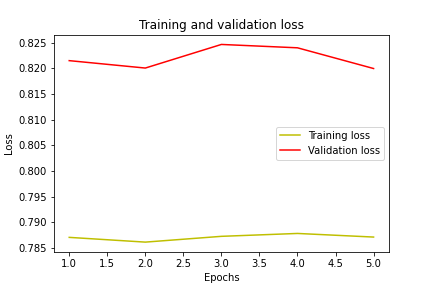 Training and validation loss
0.825
0.820
0.815
0.810
0.805
0.800
0.795
0.790
0.785
Loss
Training loss
Validation loss
1.0 1.5 2.0 2.5 3.0 3.5 4.0 4.5 5.0
Epochs